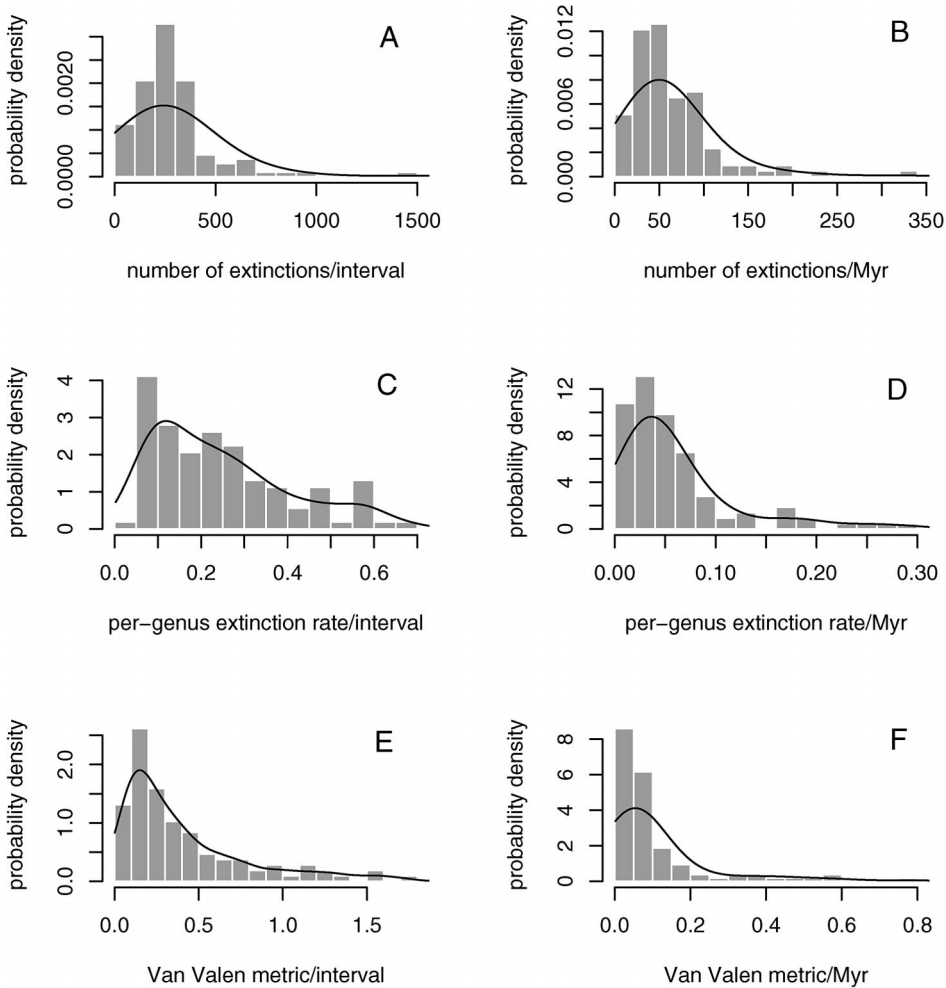 A
probability density
0.0000 0.0020
0 500 1000 1500
number of extinctions/interval
B
probability density
0.000 0.006 0.012
0 50 150 250 350
number of extinctions/Myr
C
probability density
0 1 2 3 4
0.0 0.2 0.4 0.6
per−genus extinction rate/interval
D
probability density
0 4 8 12
0.00 0.10 0.20 0.30
per−genus extinction rate/Myr
E
probability density
0.0 1.0 2.0
0.0 0.5 1.0 1.5
Van Valen metric/interval
F
probability density
0 2 4 6 8
0.0 0.2 0.4 0.6 0.8
Van Valen metric/Myr